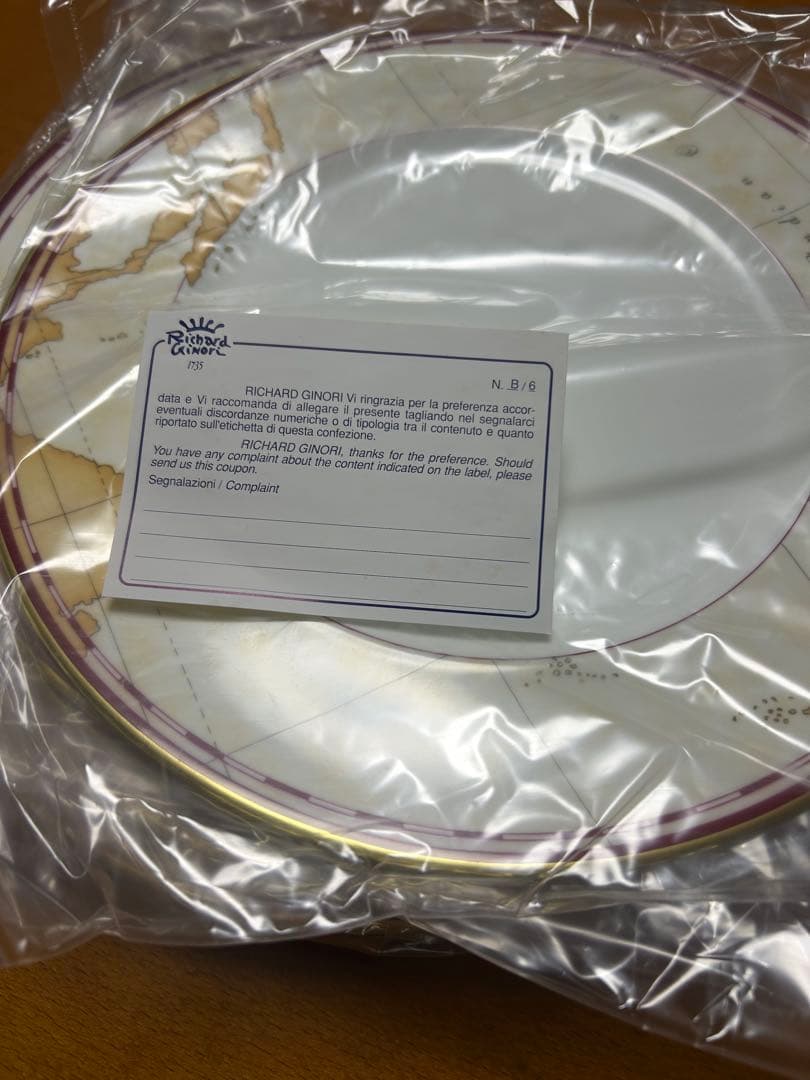 Richard
Ginori
1735
N. B / 6
RICHARD GINORI Vi ringrazia per la preferenza accor-
data e Vi raccomanda di allegare il presente tagliando nel segnalarci
eventuali discordanze numeriche o di tipologia tra il contenuto e quanto
riportato sull'etichetta di questa confezione.
RICHARD GINORI, thanks for the preference. Should
You have any complaint about the content indicated on the label, please
send us this coupon.
Segnalazioni / Complaint